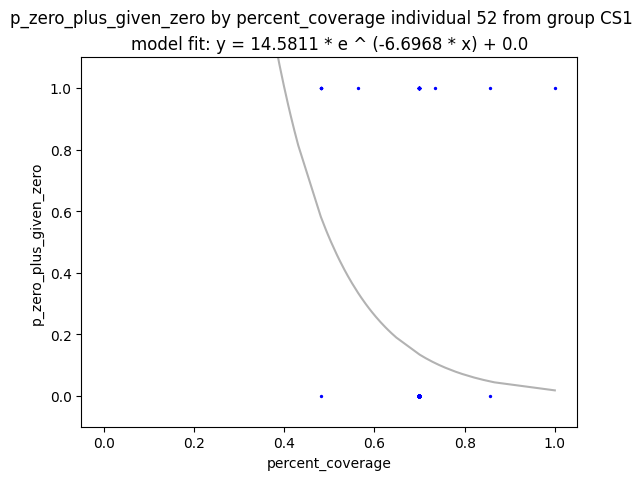 p_zero_plus_given_zero by percent_coverage individual 52 from group CS1
model fit: y = 14.5811 * e ^ (-6.6968 * x) + 0.0
1.0
0.8
0.6
0.4
0.2
0.0
p_zero_plus_given_zero
0.0 0.2 0.4 0.6 0.8 1.0
percent_coverage